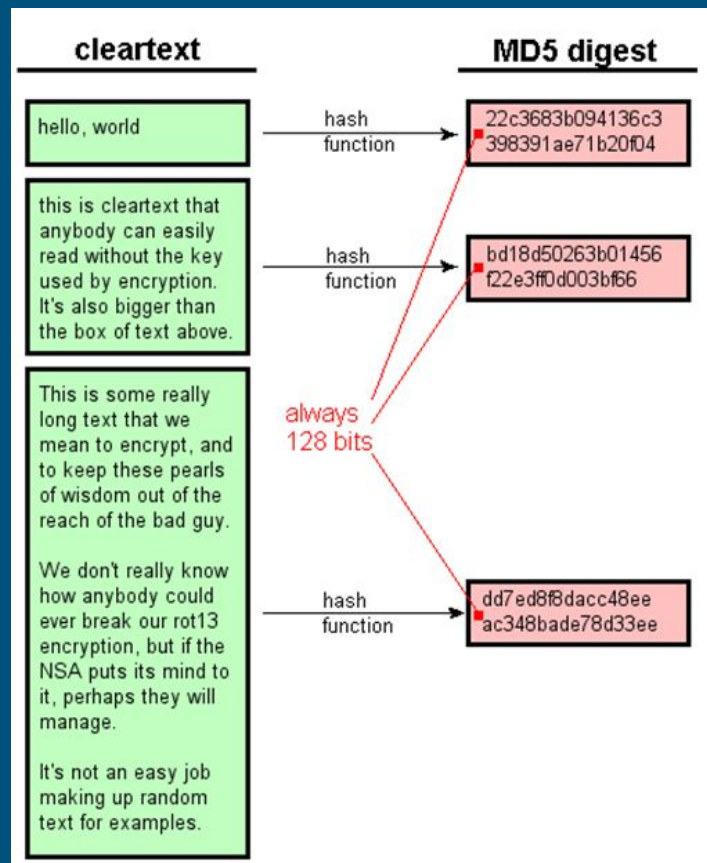 cleartext
MD5 digest
hello, world
hash
function
22c3683b094136c3
398391ae71b20f04
this is cleartext that
anybody can easily
read without the key
used by encryption.
It's also bigger than
the box of text above.
hash
function
bd18d50263b01456
f22e3ff0d003bf66
always
128 bits
This is some really
long text that we
mean to encrypt, and
to keep these pearls
of wisdom out of the
reach of the bad guy.
We don't really know
how anybody could
ever break our rot13
encryption, but if the
NSA puts its mind to
it, perhaps they will
manage.
It's not an easy job
making up random
text for examples.
hash
function
dd7ed8f8dacc48ee
ac348bade78d33ee